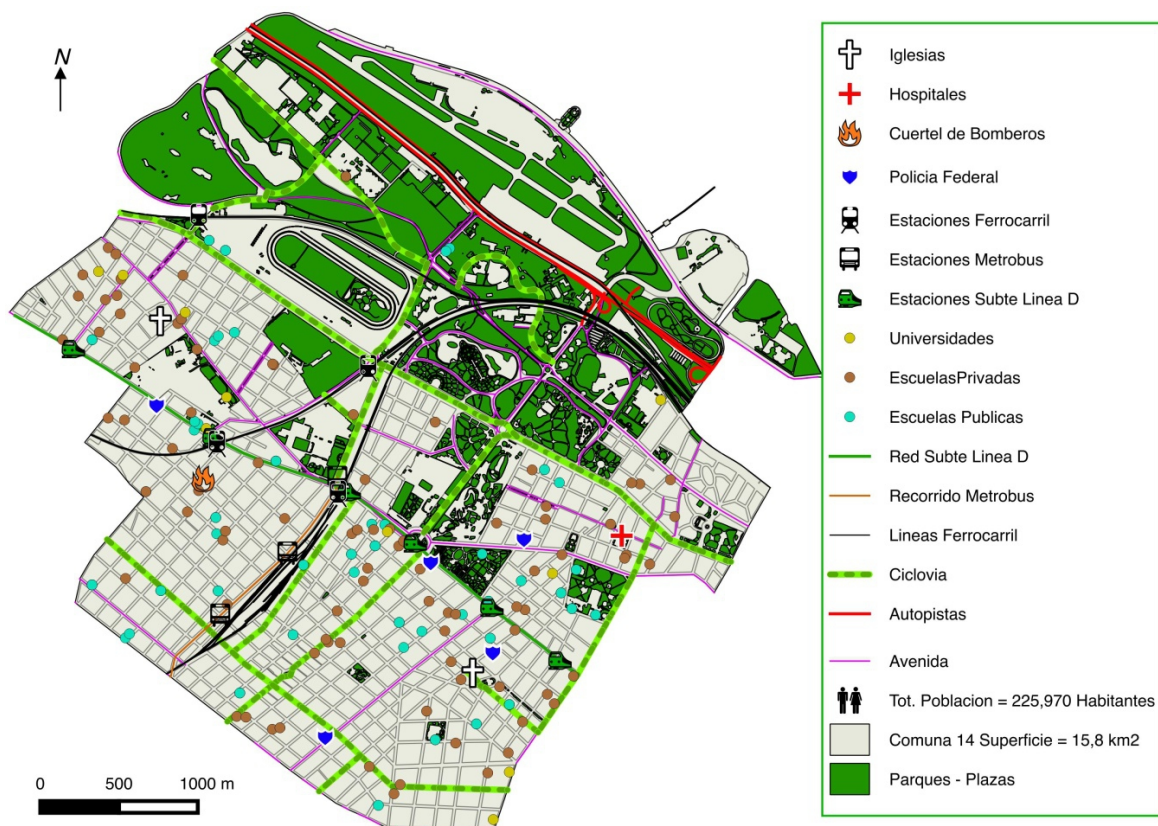 N
Iglesias
Hospitales
Cuertel de Bomberos
Policia Federal
Estaciones Ferrocarril
Estaciones Metrobus
Estaciones Subte Linea D
Universidades
EscuelasPrivadas
Escuelas Publicas
Red Subte Linea D
Recorrido Metrobus
Lineas Ferrocarril
Ciclovia
Autopistas
Avenida
Tot. Poblacion = 225,970 Habitantes
Comuna 14 Superficie = 15,8 km2
Parques - Plazas
0 500 1000 m